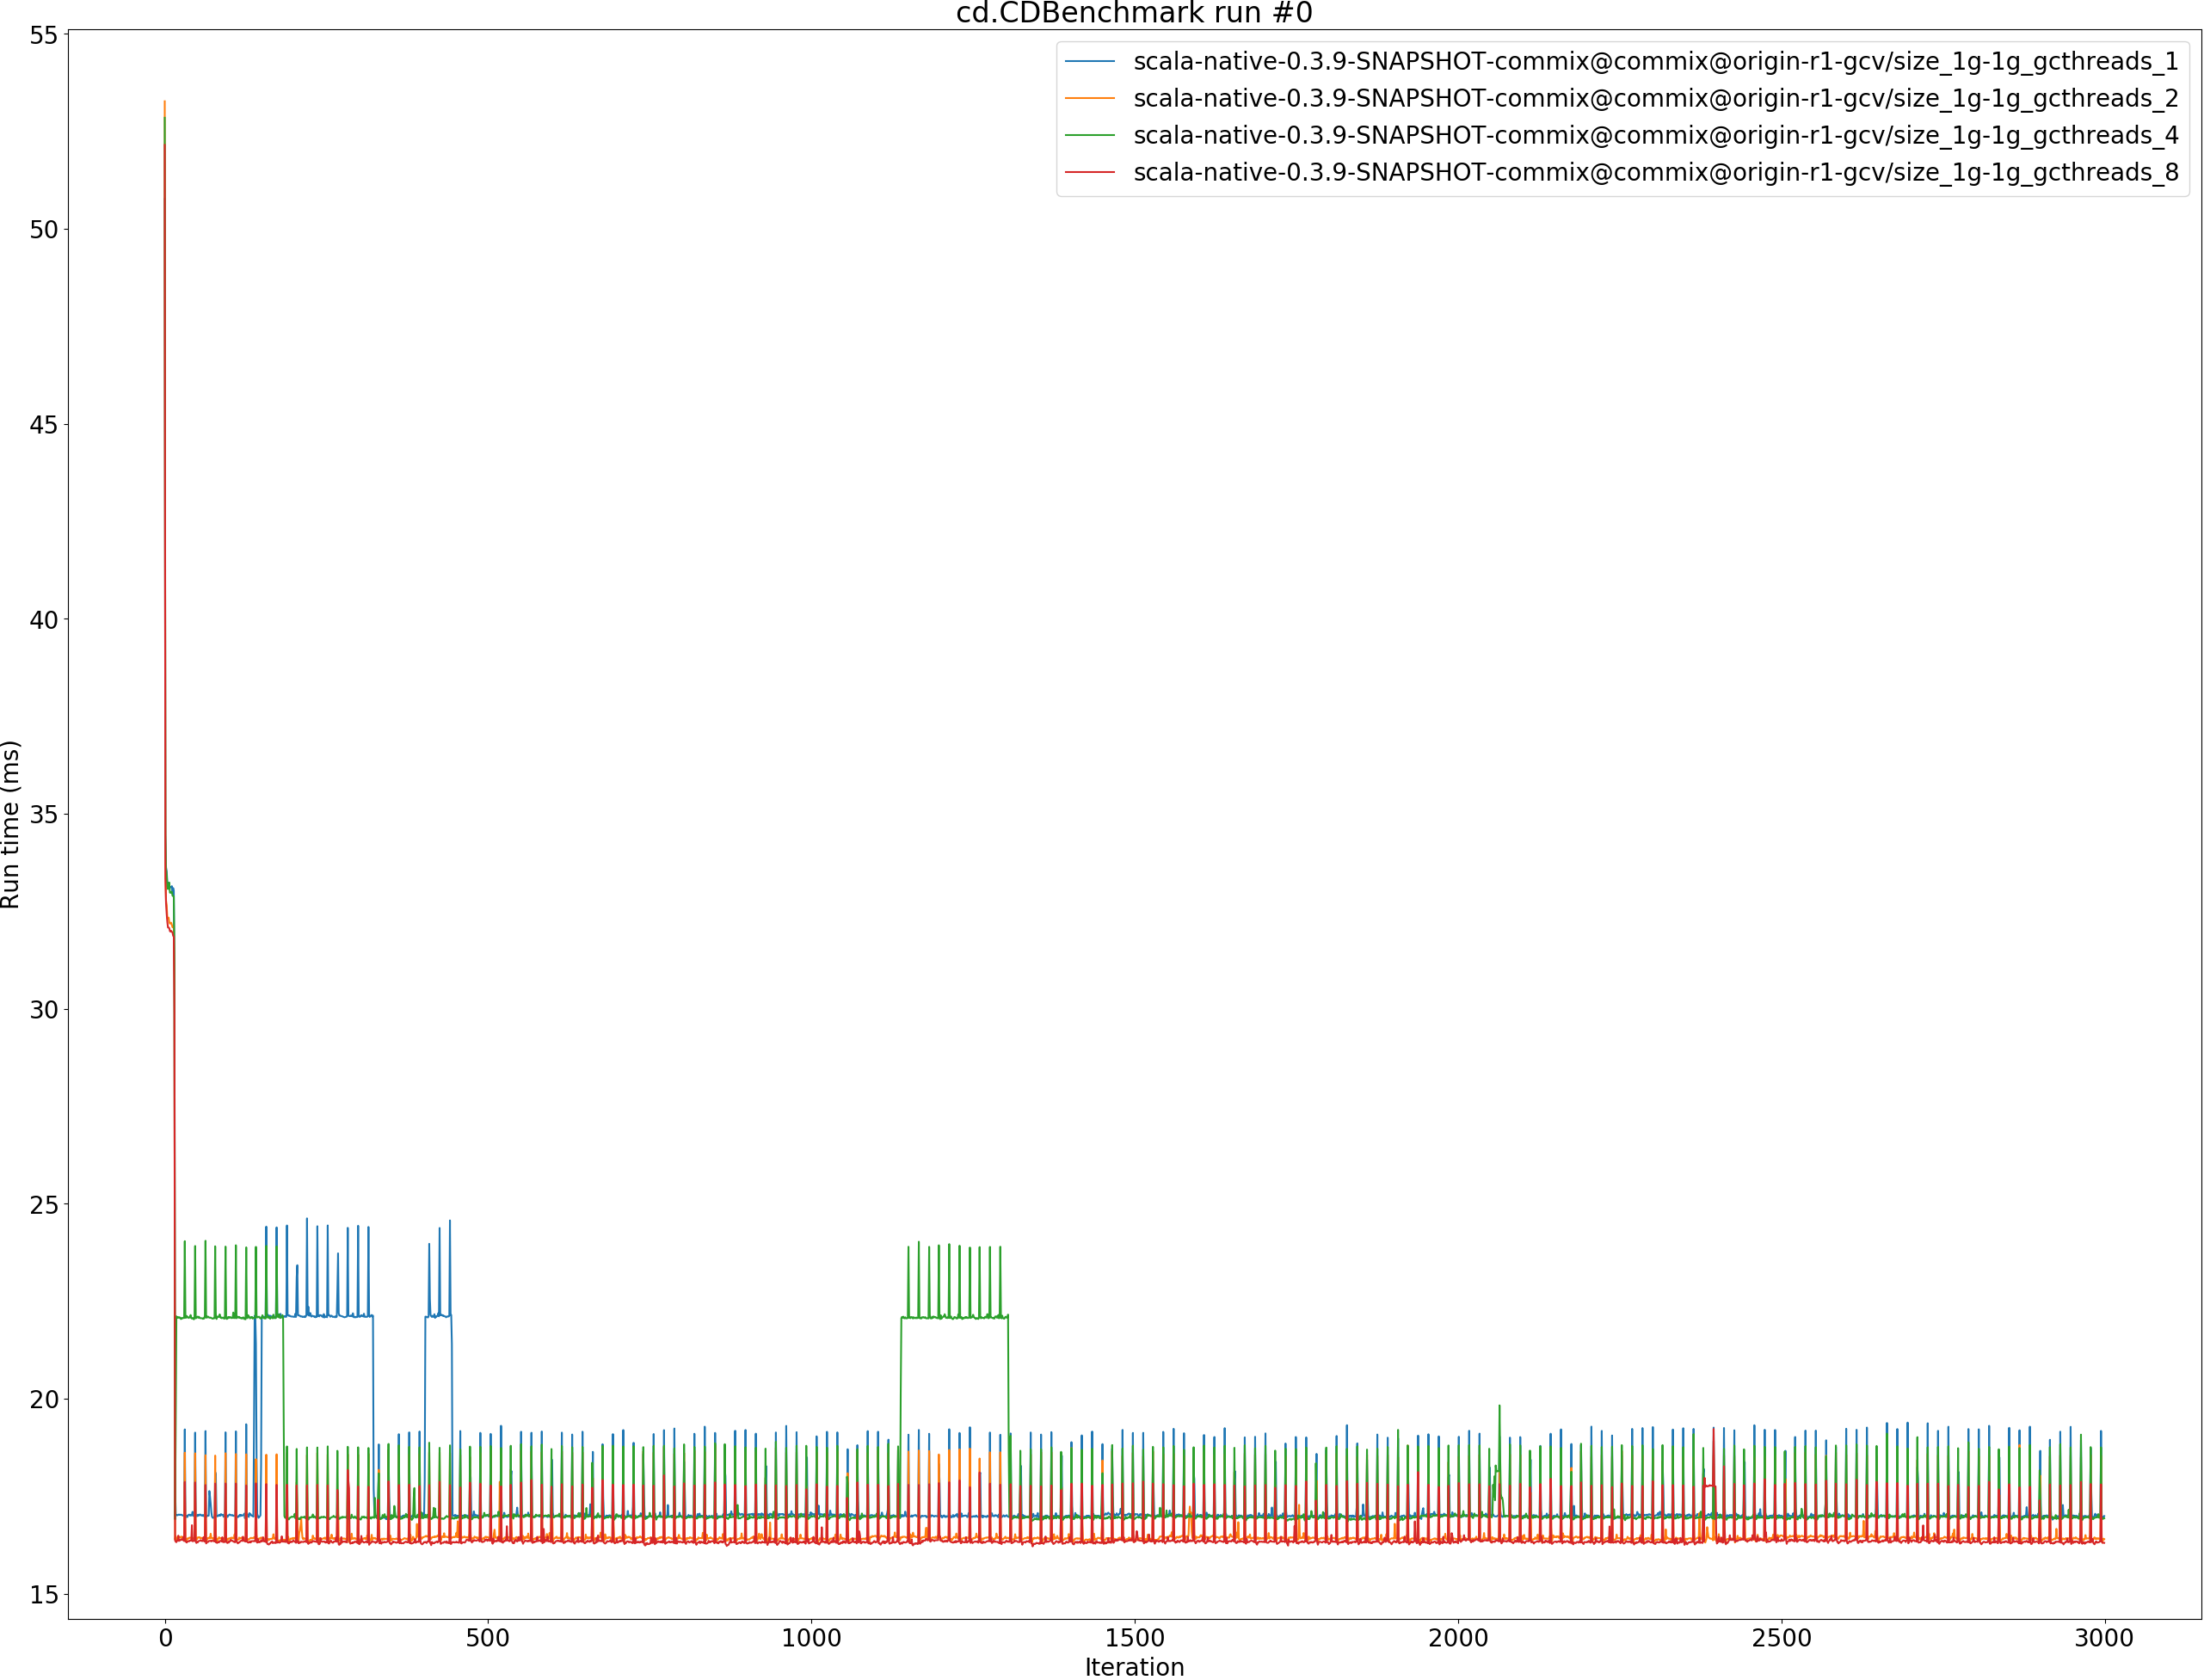 cd.CDBenchmark run #0
scala-native-0.3.9-SNAPSHOT-commix@commix@origin-r1-gcv/size_1g-1g_gcthreads_1
scala-native-0.3.9-SNAPSHOT-commix@commix@origin-r1-gcv/size_1g-1g_gcthreads_2
scala-native-0.3.9-SNAPSHOT-commix@commix@origin-r1-gcv/size_1g-1g_gcthreads_4
scala-native-0.3.9-SNAPSHOT-commix@commix@origin-r1-gcv/size_1g-1g_gcthreads_8
Run time (ms)
55
50
45
40
35
30
25
20
15
0 500 1000 1500 2000 2500 3000
Iteration